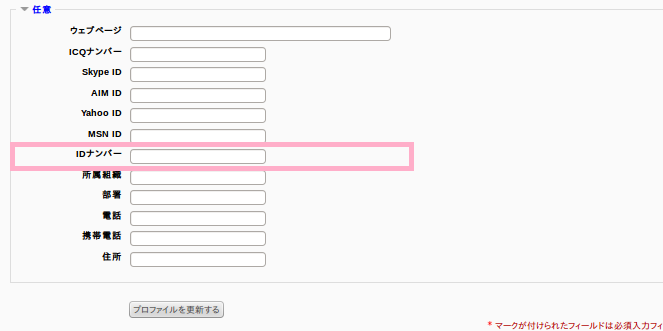 任意
ウェブページ
ICQナンバー
Skype ID
AIM ID
Yahoo ID
MSN ID
IDナンバー
所属組織
部署
電話
携帯電話
住所
プロファイルを更新する
* マークが付けられたフィールドは必須入力フィ